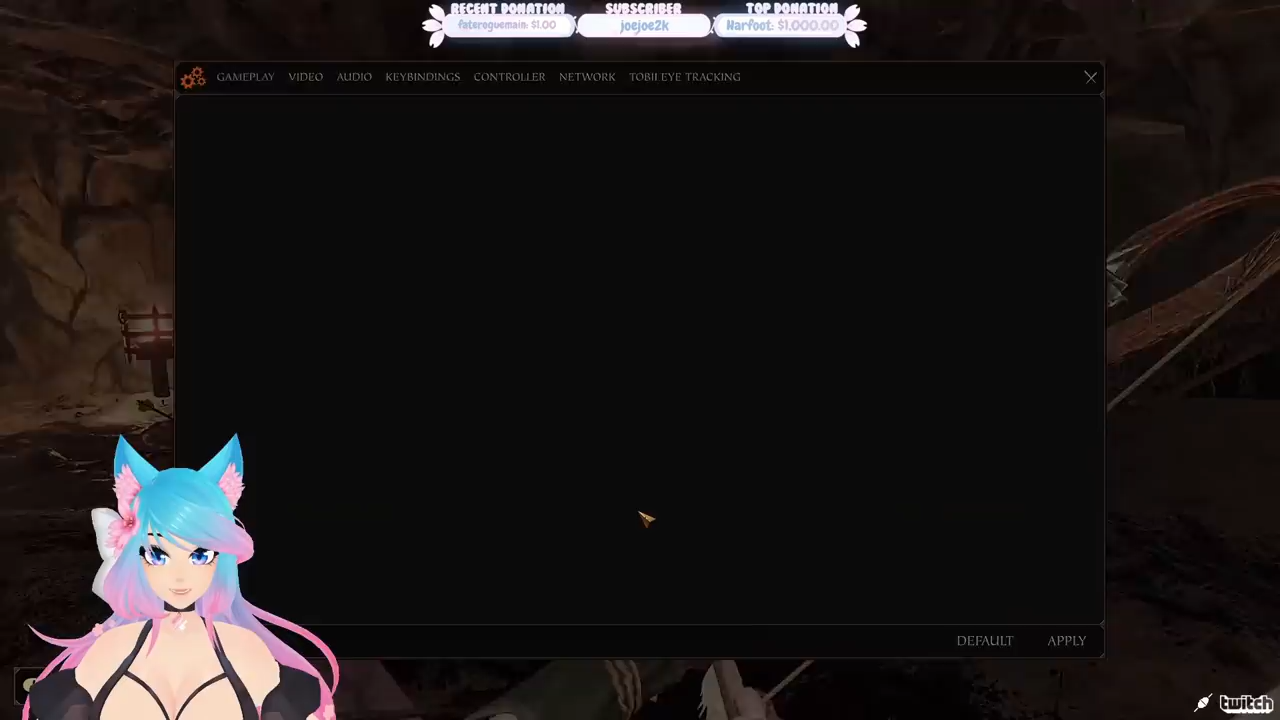 RECENT DONATION SUBSCRIBER TOP DONATION
fateroguemain: $1.00 joejoe2k Harfoot: $1,000.00
GAMEPLAY VIDEO AUDIO KEYBINDINGS CONTROLLER NETWORK TOBII EYE TRACKING
DEFAULT APPLY
twitch